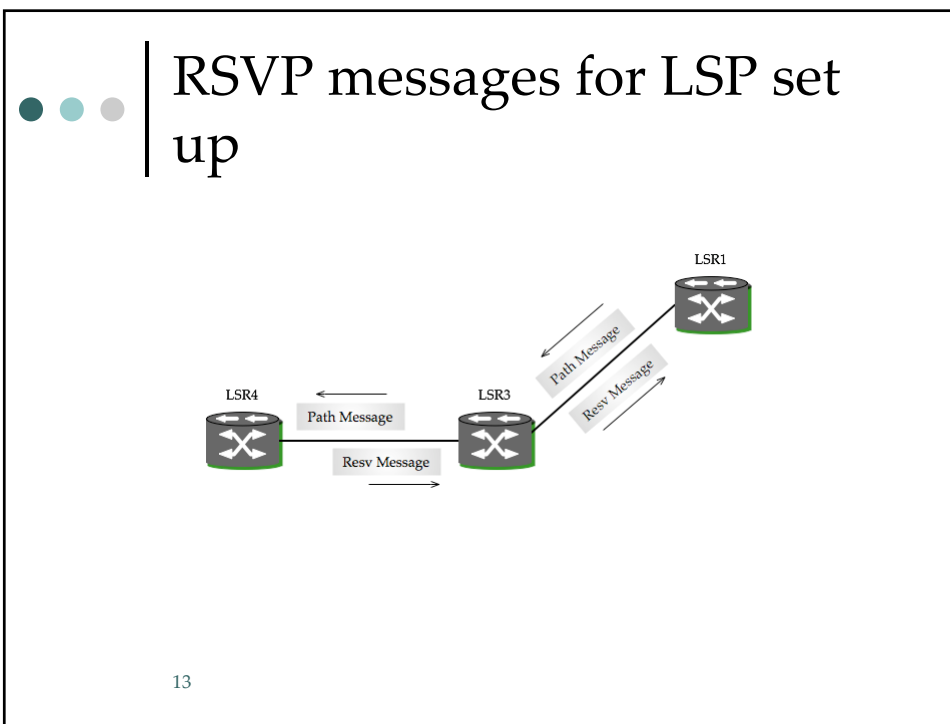 RSVP messages for LSP set
up
LSR1
Path Message
Resv Message
LSR4
LSR3
Path Message
Resv Message
13